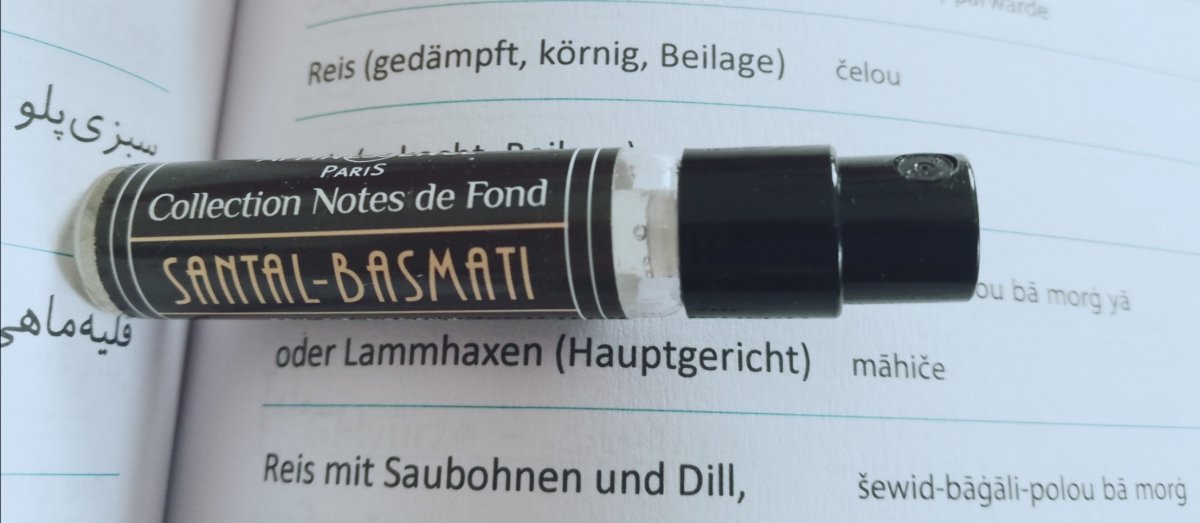 سبزی پلو
قلیه ماهی
Reis (gedämpft, körnig, Beilage) čelou
PARIS
Collection Notes de Fond
SANTAL-BASMATI
ou bā morġ yā
oder Lammhaxen (Hauptgericht) māhiče
Reis mit Saubohnen und Dill, šewid-bāġāli-polou bā morġ